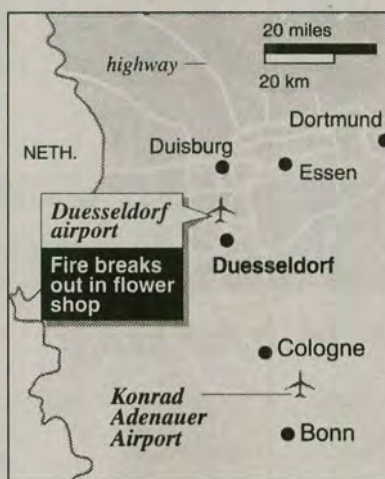 20 miles
highway
20 km
Dortmund
NETH.
Duisburg
Essen
Duesseldorf
airport
Fire breaks
out in flower
shop
Duesseldorf
Cologne
Konrad
Adenauer
Airport
Bonn